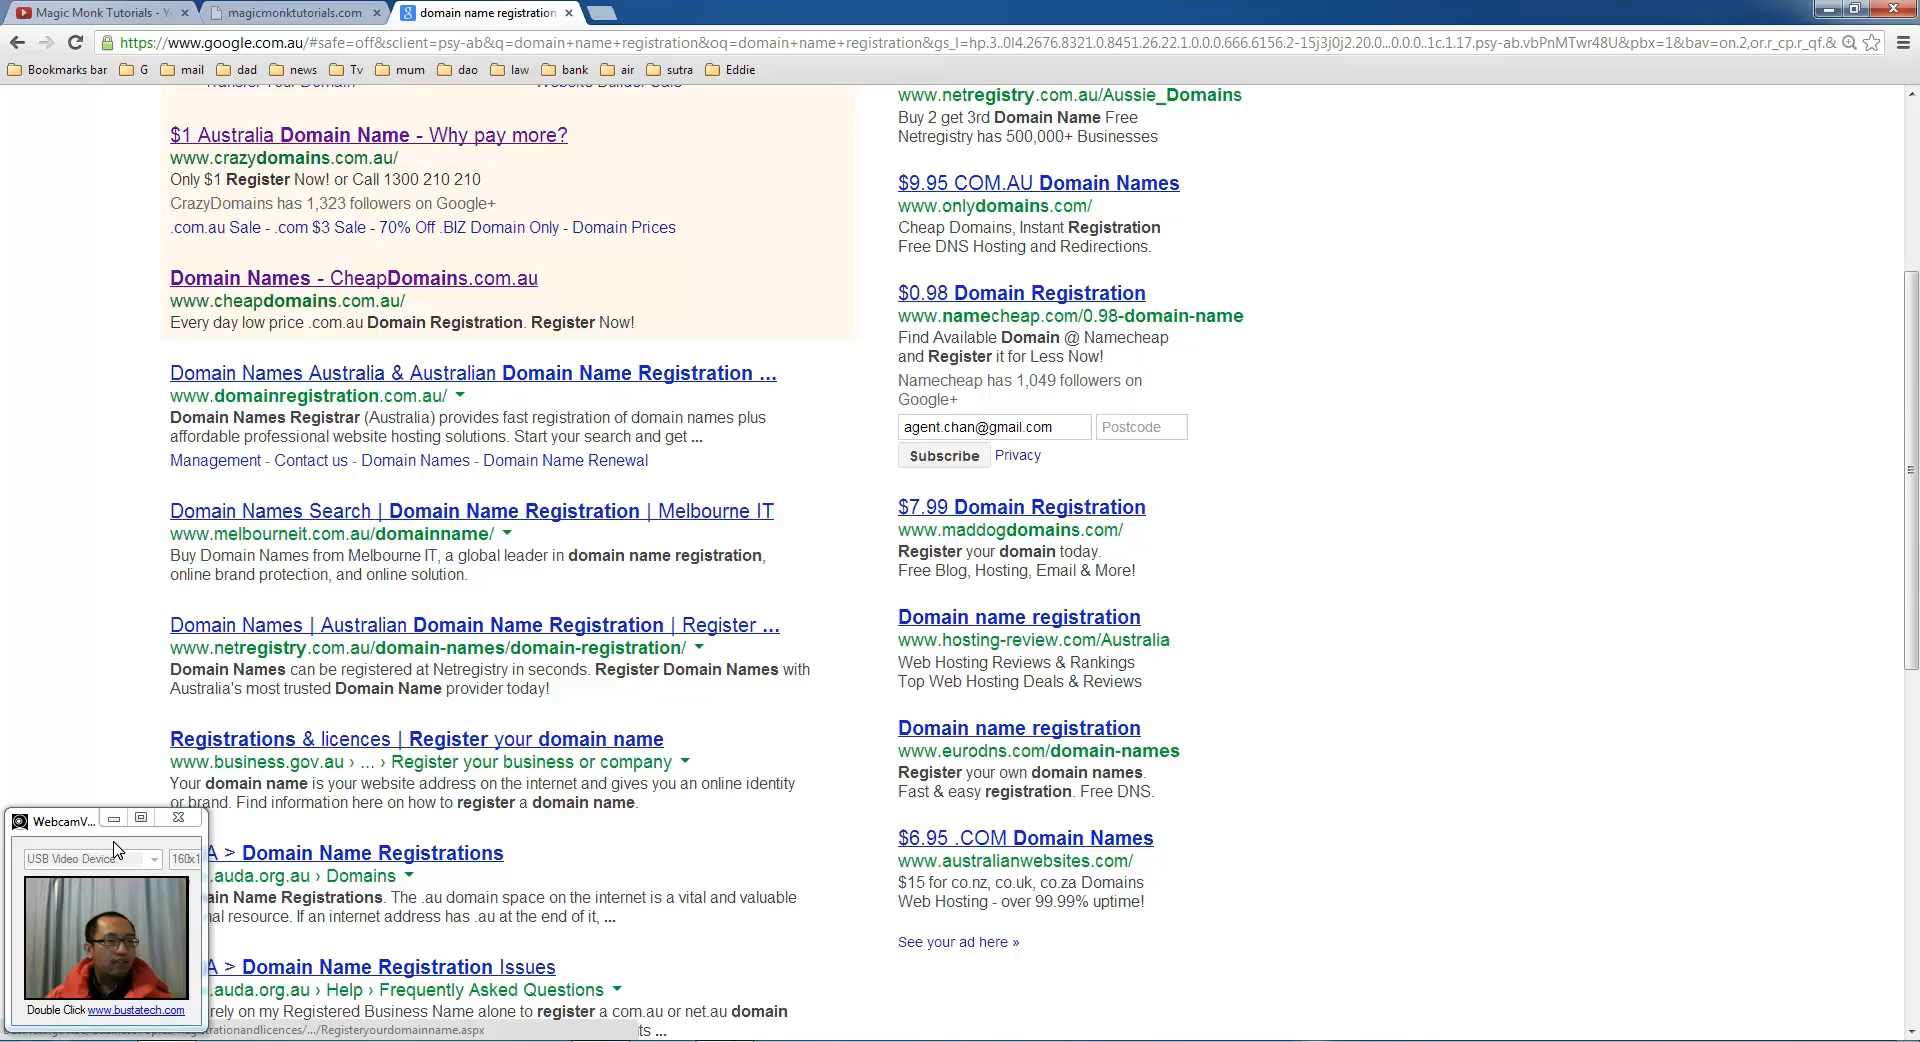 Magic Monk Tutorials - Y
magicmonktutorials.com
domain name registration
https://www.google.com.au/#safe=off&sclient=psy-ab&q=domain+name+registration&oq=domain+name+registration&gs_l=hp.3..0l4.2676.8321.0.8451.26.22.1.0.0.0.666.6156.2-15j3j0j2.20.0...0.0.0..1c.1.17.psy-ab.vbPnMTwr48U&pbx=1&bav=on.2,or.r_cp.r_qf.&
Bookmarks bar G mail dad news Tv mum dao law bank air sutra Eddie
Transfer Your Domain Website Builder Sale
$1 Australia Domain Name - Why pay more?
www.crazydomains.com.au/
Only $1 Register Now! or Call 1300 210 210
CrazyDomains has 1,323 followers on Google+
.com.au Sale - .com $3 Sale - 70% Off .BIZ Domain Only - Domain Prices
Domain Names - CheapDomains.com.au
www.cheapdomains.com.au/
Every day low price .com.au Domain Registration. Register Now!
Domain Names Australia & Australian Domain Name Registration ...
www.domainregistration.com.au/
Domain Names Registrar (Australia) provides fast registration of domain names plus
affordable professional website hosting solutions. Start your search and get ...
Management - Contact us - Domain Names - Domain Name Renewal
Domain Names Search | Domain Name Registration | Melbourne IT
www.melbourneit.com.au/domainname/
Buy Domain Names from Melbourne IT, a global leader in domain name registration,
online brand protection, and online solution.
Domain Names | Australian Domain Name Registration | Register ...
www.netregistry.com.au/domain-names/domain-registration/
Domain Names can be registered at Netregistry in seconds. Register Domain Names with
Australia's most trusted Domain Name provider today!
Registrations & licences | Register your domain name
www.business.gov.au › ... › Register your business or company
Your domain name is your website address on the internet and gives you an online identity
or brand. Find information here on how to register a domain name.
A > Domain Name Registrations
.auda.org.au › Domains
ain Name Registrations. The .au domain space on the internet is a vital and valuable
nal resource. If an internet address has .au at the end of it, ...
A > Domain Name Registration Issues
.auda.org.au › Help › Frequently Asked Questions
rely on my Registered Business Name alone to register a com.au or net.au domain
ts ...
www.netregistry.com.au/Aussie_Domains
Buy 2 get 3rd Domain Name Free
Netregistry has 500,000+ Businesses
$9.95 COM.AU Domain Names
www.onlydomains.com/
Cheap Domains, Instant Registration
Free DNS Hosting and Redirections.
$0.98 Domain Registration
www.namecheap.com/0.98-domain-name
Find Available Domain @ Namecheap
and Register it for Less Now!
Namecheap has 1,049 followers on
Google+
agent.chan@gmail.com Postcode
Subscribe Privacy
$7.99 Domain Registration
www.maddogdomains.com/
Register your domain today.
Free Blog, Hosting, Email & More!
Domain name registration
www.hosting-review.com/Australia
Web Hosting Reviews & Rankings
Top Web Hosting Deals & Reviews
Domain name registration
www.eurodns.com/domain-names
Register your own domain names.
Fast & easy registration. Free DNS.
$6.95 .COM Domain Names
www.australianwebsites.com/
$15 for co.nz, co.uk, co.za Domains
Web Hosting - over 99.99% uptime!
See your ad here »
WebcamV...
USB Video Device 160x1
Double Click www.bustatech.com
rationandlicences/.../Registeryourdomainname.aspx